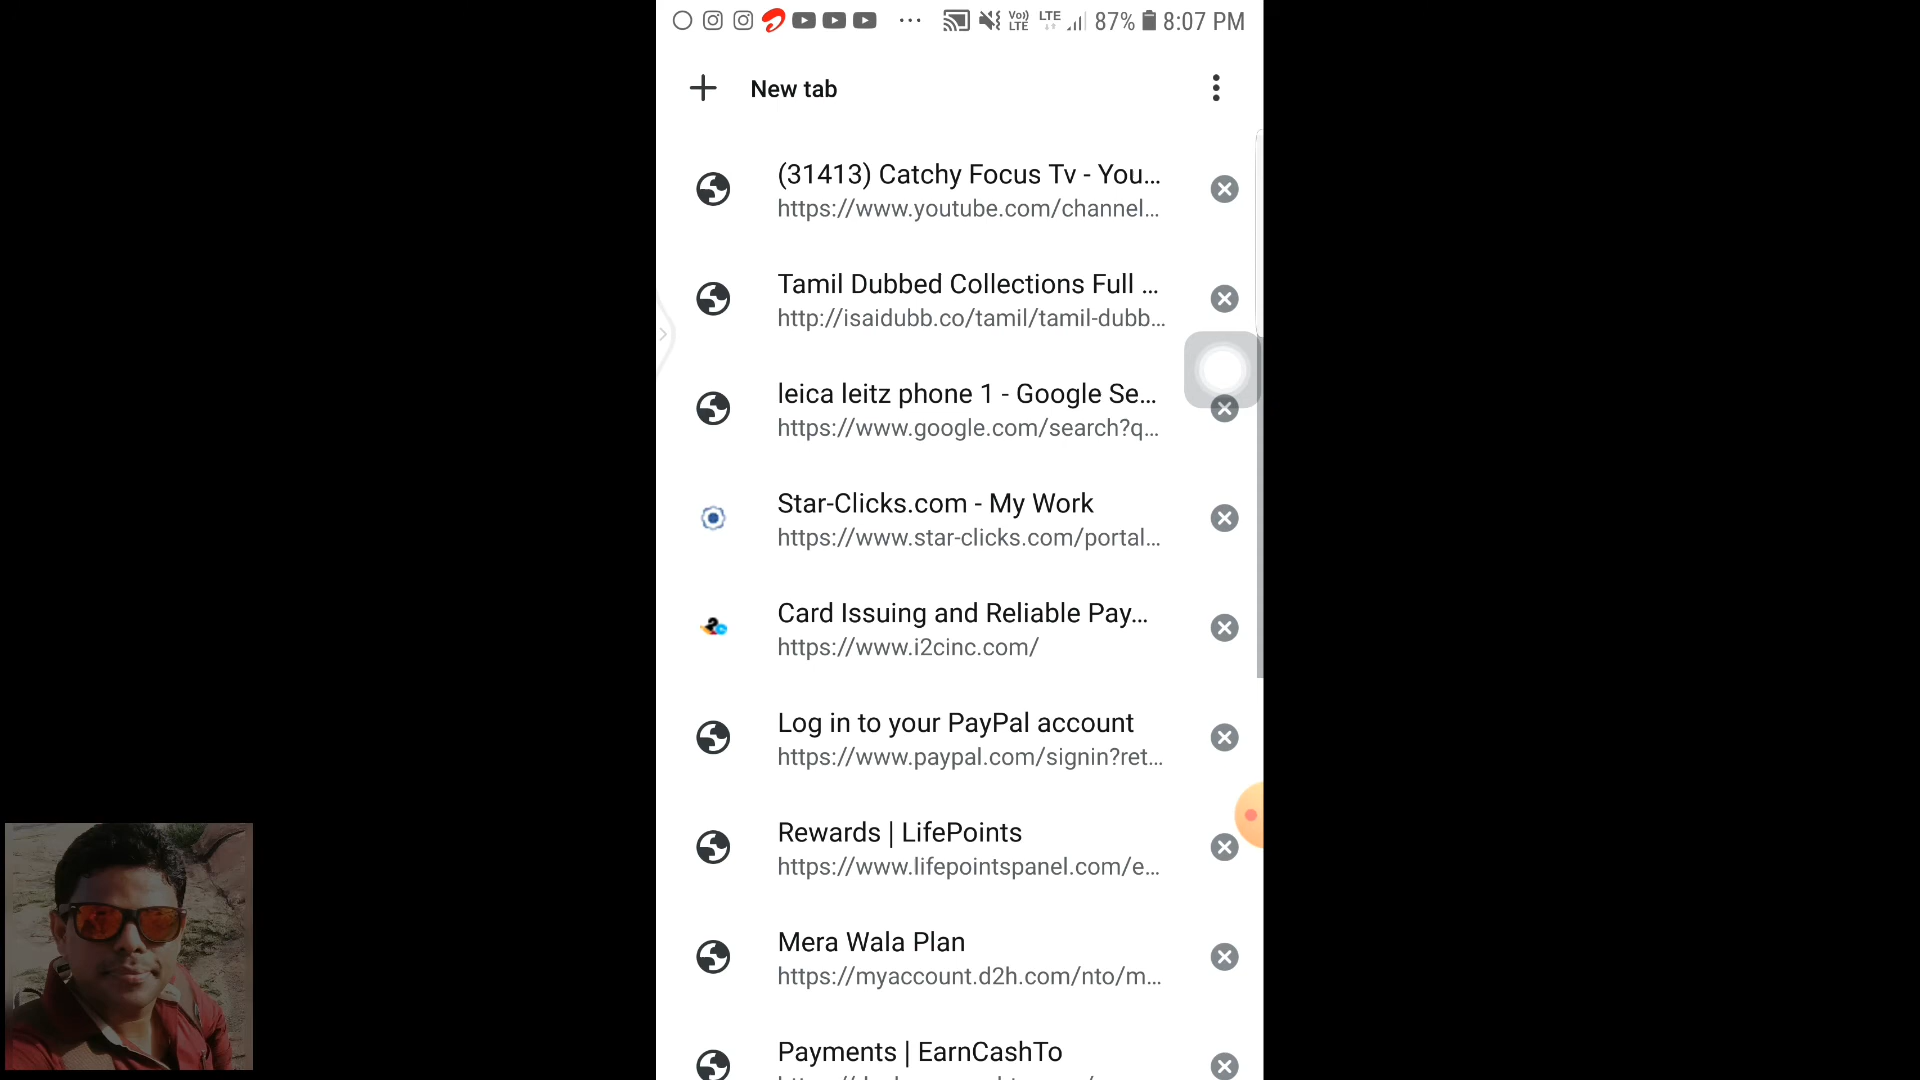 Vo))
LTE
LTE
87%
8:07 PM
New tab
(31413) Catchy Focus Tv - You...
https://www.youtube.com/channel...
Tamil Dubbed Collections Full ...
http://isaidubb.co/tamil/tamil-dubb...
leica leitz phone 1 - Google Se...
https://www.google.com/search?q...
Star-Clicks.com - My Work
https://www.star-clicks.com/portal...
Card Issuing and Reliable Pay...
https://www.i2cinc.com/
Log in to your PayPal account
https://www.paypal.com/signin?ret...
Rewards | LifePoints
https://www.lifepointspanel.com/e...
Mera Wala Plan
https://myaccount.d2h.com/nto/m...
Payments | EarnCashTo